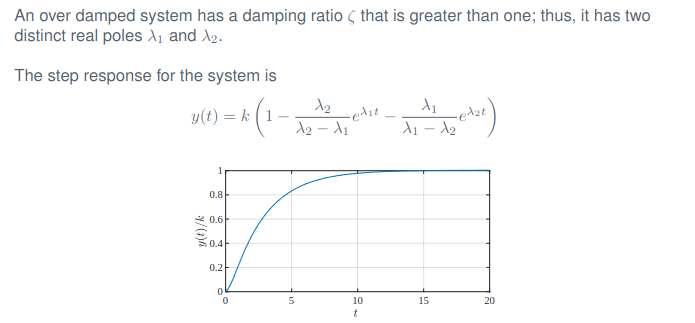 An over damped system has a damping ratio ζ that is greater than one; thus, it has two
distinct real poles λ₁ and λ₂.
The step response for the system is
y(t) = k (1 − λ₂/(λ₂ − λ₁) e^{λ₁t} − λ₁/(λ₁ − λ₂) e^{λ₂t})
1
0.8
0.6
0.4
0.2
0
y(t)/k
0 5 10 15 20
t